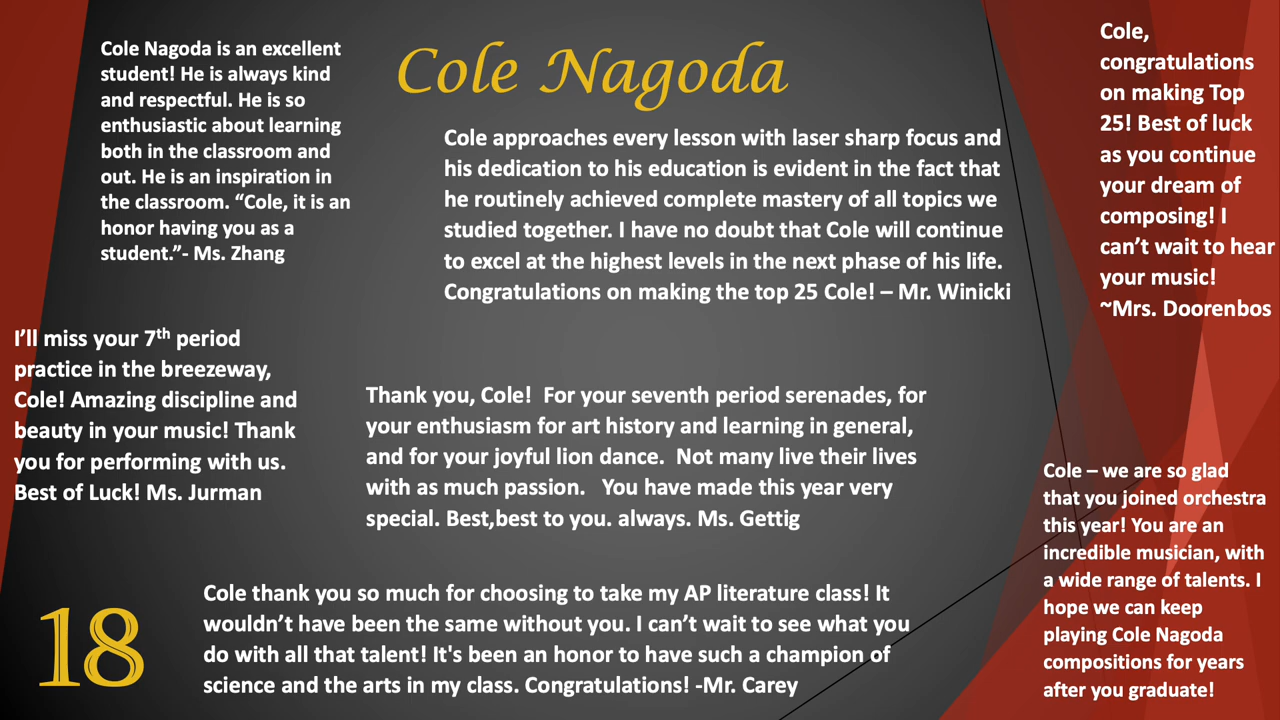 Cole Nagoda
Cole Nagoda is an excellent
student! He is always kind
and respectful. He is so
enthusiastic about learning
both in the classroom and
out. He is an inspiration in
the classroom. “Cole, it is an
honor having you as a
student.”- Ms. Zhang
Cole approaches every lesson with laser sharp focus and
his dedication to his education is evident in the fact that
he routinely achieved complete mastery of all topics we
studied together. I have no doubt that Cole will continue
to excel at the highest levels in the next phase of his life.
Congratulations on making the top 25 Cole! – Mr. Winicki
Cole,
congratulations
on making Top
25! Best of luck
as you continue
your dream of
composing! I
can’t wait to hear
your music!
~Mrs. Doorenbos
I’ll miss your 7th period
practice in the breezeway,
Cole! Amazing discipline and
beauty in your music! Thank
you for performing with us.
Best of Luck! Ms. Jurman
Thank you, Cole!  For your seventh period serenades, for
your enthusiasm for art history and learning in general,
and for your joyful lion dance.  Not many live their lives
with as much passion.   You have made this year very
special. Best,best to you. always. Ms. Gettig
Cole – we are so glad
that you joined orchestra
this year! You are an
incredible musician, with
a wide range of talents. I
hope we can keep
playing Cole Nagoda
compositions for years
after you graduate!
18
Cole thank you so much for choosing to take my AP literature class! It
wouldn’t have been the same without you. I can’t wait to see what you
do with all that talent! It's been an honor to have such a champion of
science and the arts in my class. Congratulations! -Mr. Carey